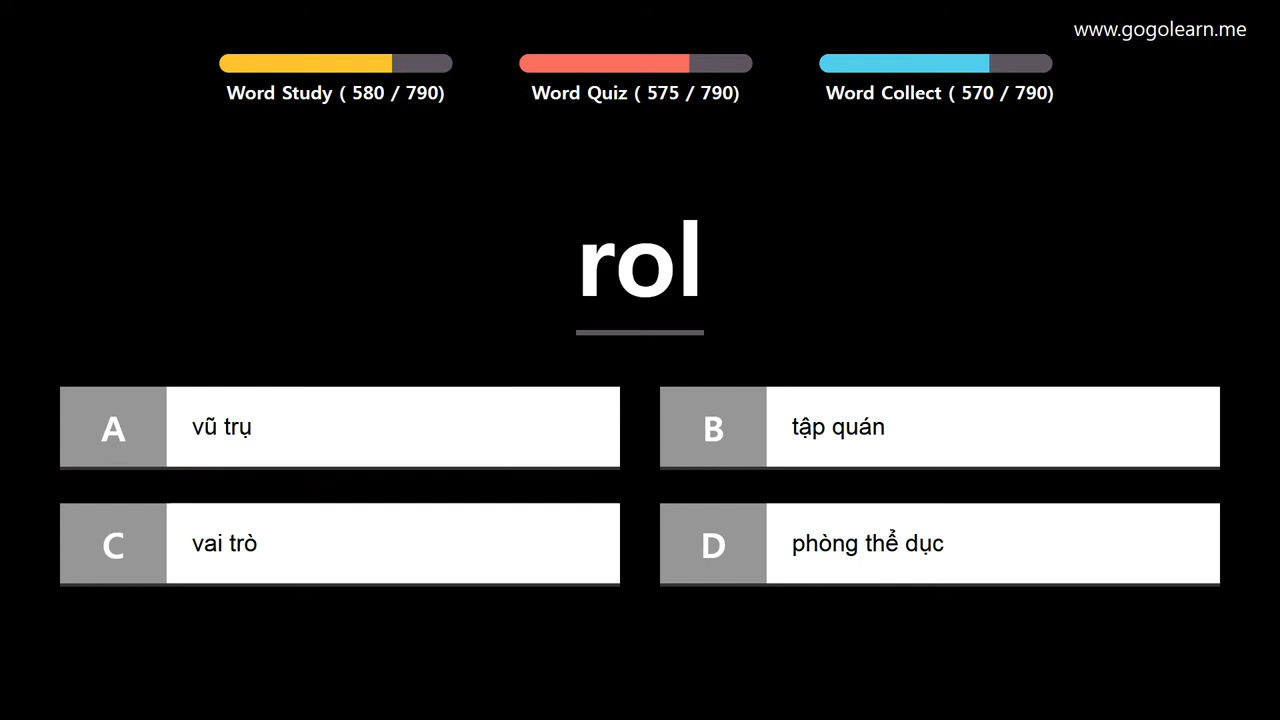 www.gogolearn.me
Word Study ( 580 / 790)
Word Quiz ( 575 / 790)
Word Collect ( 570 / 790)
rol
A
vũ trụ
B
tập quán
C
vai trò
D
phòng thể dục